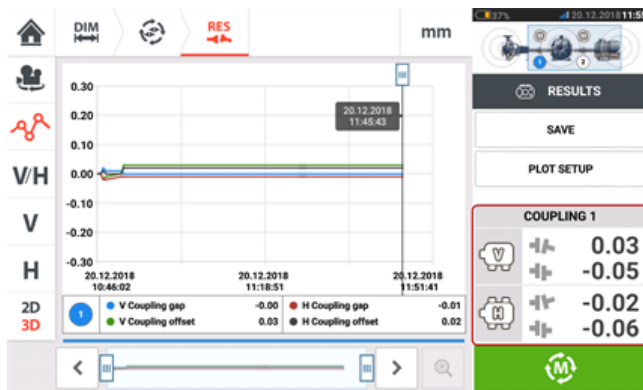 DIM
RES
mm
37%
20.12.2018 11:55
1
2
RESULTS
SAVE
PLOT SETUP
V/H
V
H
2D
3D
0.30
0.20
0.10
0.00
-0.10
-0.20
-0.30
20.12.2018
11:45:43
20.12.2018
10:46:02
20.12.2018
11:18:51
20.12.2018
11:51:41
1
V Coupling gap -0.00
H Coupling gap -0.01
V Coupling offset 0.03
H Coupling offset 0.02
COUPLING 1
V
0.03
-0.05
H
-0.02
-0.06
M